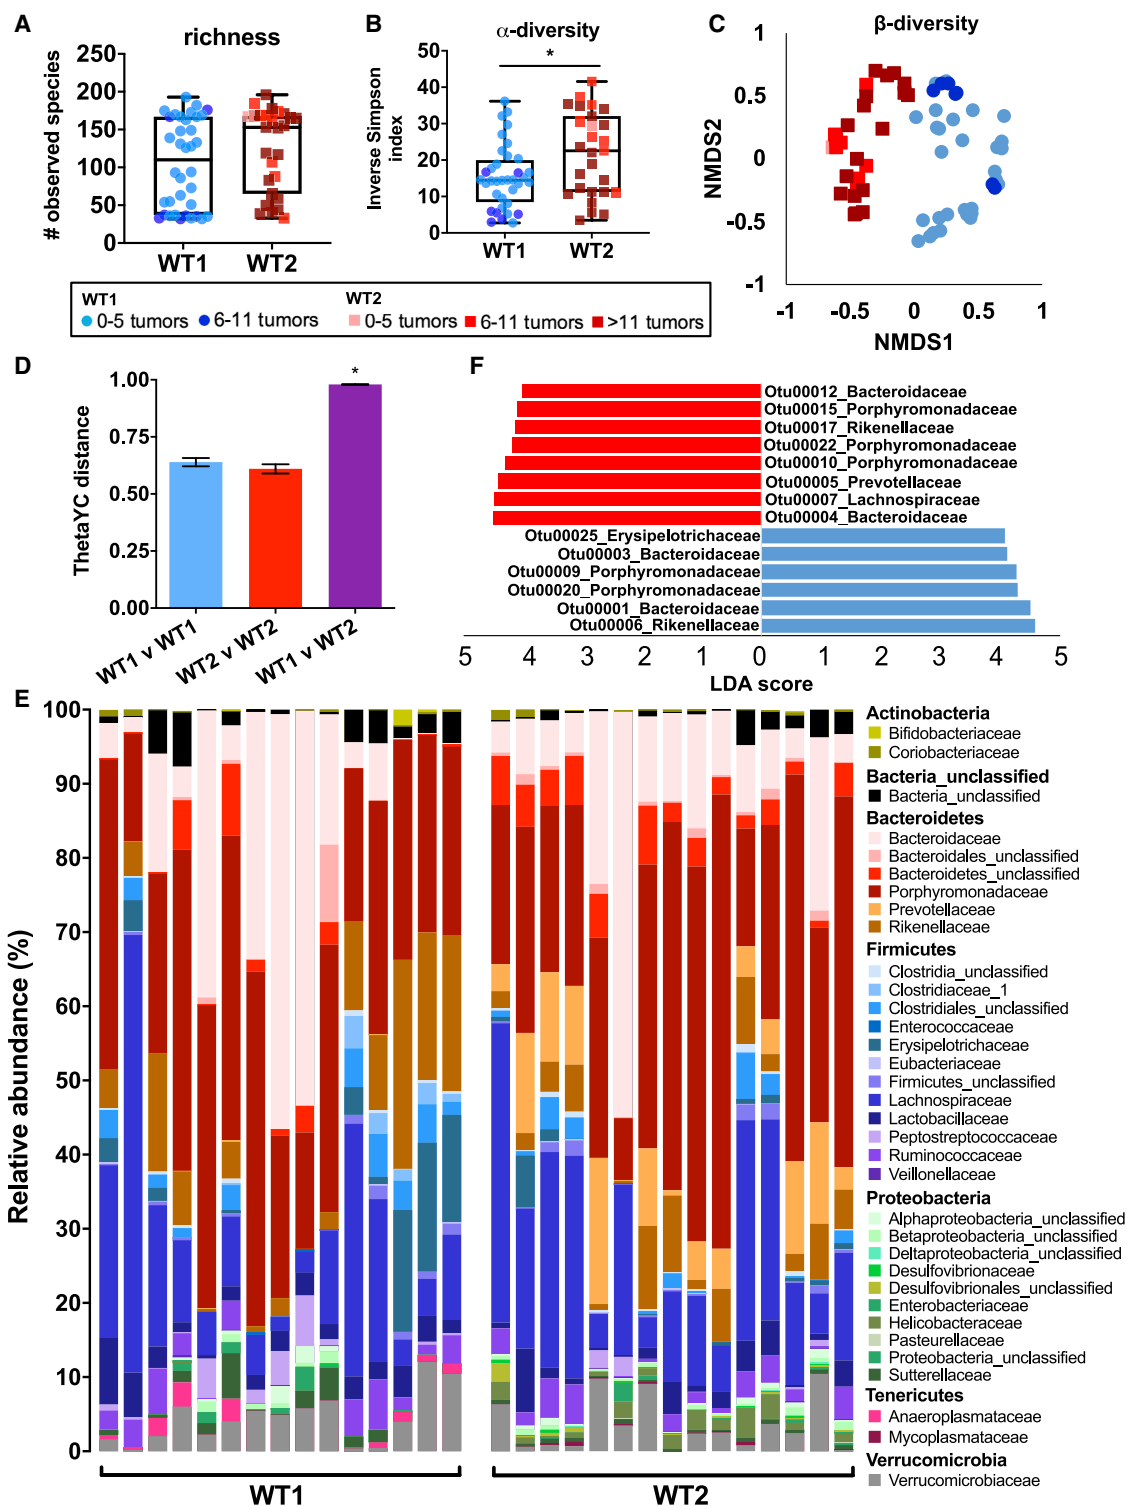 A
richness
# observed species
250
200
150
100
50
0
WT1
WT2
B
α-diversity
*
Inverse Simpson
index
50
40
30
20
10
0
WT1
WT2
C
β-diversity
NMDS2
1
0.5
0
-0.5
-1
-1
-0.5
0
0.5
1
NMDS1
WT1
0-5 tumors
6-11 tumors
WT2
0-5 tumors
6-11 tumors
>11 tumors
D
ThetaYC distance
1.00
0.75
0.50
0.25
0.00
*
WT1 v WT1
WT2 v WT2
WT1 v WT2
F
Otu00012_Bacteroidaceae
Otu00015_Porphyromonadaceae
Otu00017_Rikenellaceae
Otu00022_Porphyromonadaceae
Otu00010_Porphyromonadaceae
Otu00005_Prevotellaceae
Otu00007_Lachnospiraceae
Otu00004_Bacteroidaceae
Otu00025_Erysipelotrichaceae
Otu00003_Bacteroidaceae
Otu00009_Porphyromonadaceae
Otu00020_Porphyromonadaceae
Otu00001_Bacteroidaceae
Otu00006_Rikenellaceae
5 4 3 2 1 0 1 2 3 4 5
LDA score
E
Relative abundance (%)
100
90
80
70
60
50
40
30
20
10
0
WT1
WT2
Actinobacteria
Bifidobacteriaceae
Coriobacteriaceae
Bacteria_unclassified
Bacteria_unclassified
Bacteroidetes
Bacteroidaceae
Bacteroidales_unclassified
Bacteroidetes_unclassified
Porphyromonadaceae
Prevotellaceae
Rikenellaceae
Firmicutes
Clostridia_unclassified
Clostridiaceae_1
Clostridiales_unclassified
Enterococcaceae
Erysipelotrichaceae
Eubacteriaceae
Firmicutes_unclassified
Lachnospiraceae
Lactobacillaceae
Peptostreptococcaceae
Ruminococcaceae
Veillonellaceae
Proteobacteria
Alphaproteobacteria_unclassified
Betaproteobacteria_unclassified
Deltaproteobacteria_unclassified
Desulfovibrionaceae
Desulfovibrionales_unclassified
Enterobacteriaceae
Helicobacteraceae
Pasteurellaceae
Proteobacteria_unclassified
Sutterellaceae
Tenericutes
Anaeroplasmataceae
Mycoplasmataceae
Verrucomicrobia
Verrucomicrobiaceae